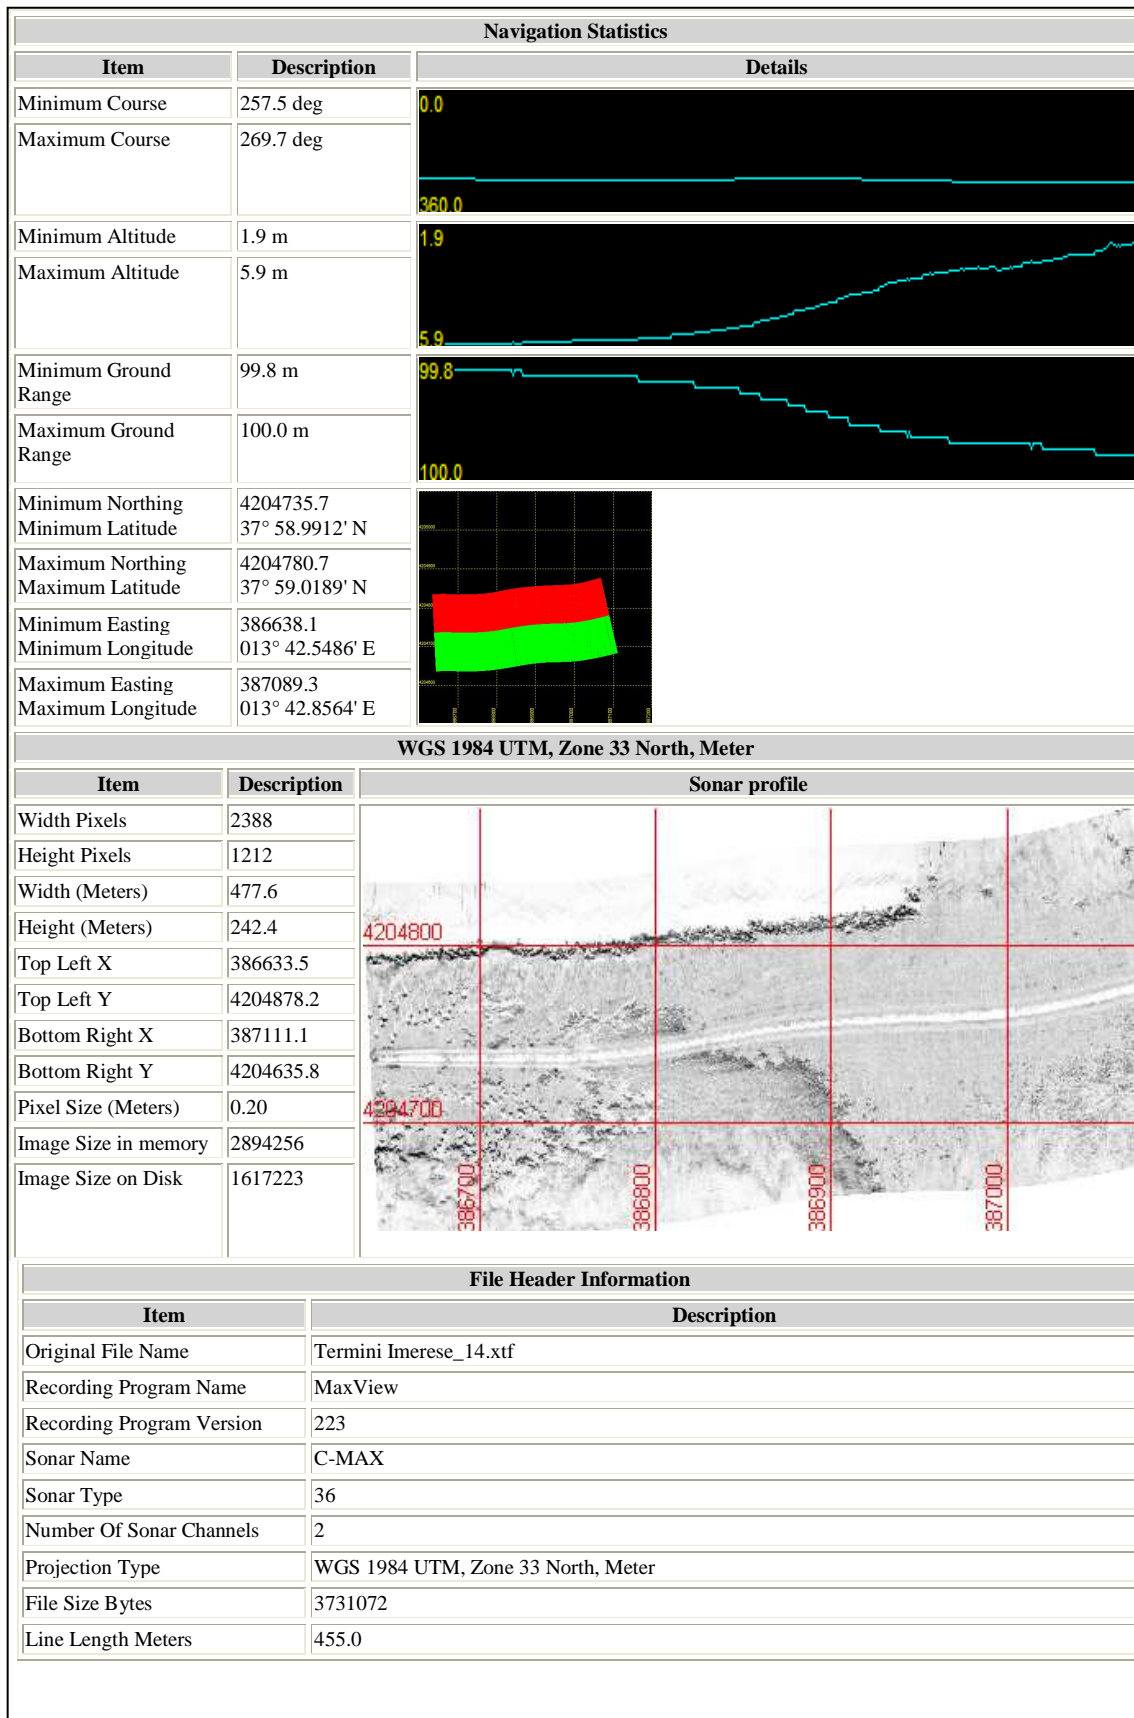 Navigation Statistics
Item Description Details
Minimum Course 257.5 deg
0.0
Maximum Course 269.7 deg
360.0
Minimum Altitude 1.9 m
1.9
Maximum Altitude 5.9 m
5.9
Minimum Ground
Range
99.8 m
99.8
Maximum Ground
Range
100.0 m
100.0
Minimum Northing
Minimum Latitude
4204735.7
37° 58.9912' N
Maximum Northing
Maximum Latitude
4204780.7
37° 59.0189' N
Minimum Easting
Minimum Longitude
386638.1
013° 42.5486' E
Maximum Easting
Maximum Longitude
387089.3
013° 42.8564' E
WGS 1984 UTM, Zone 33 North, Meter
Item Description Sonar profile
Width Pixels 2388
Height Pixels 1212
Width (Meters) 477.6
Height (Meters) 242.4
Top Left X 386633.5
Top Left Y 4204878.2
Bottom Right X 387111.1
Bottom Right Y 4204635.8
Pixel Size (Meters) 0.20
Image Size in memory 2894256
Image Size on Disk 1617223
4204800
4204700
386700
386800
386900
387000
File Header Information
Item Description
Original File Name Termini Imerese_14.xtf
Recording Program Name MaxView
Recording Program Version 223
Sonar Name C-MAX
Sonar Type 36
Number Of Sonar Channels 2
Projection Type WGS 1984 UTM, Zone 33 North, Meter
File Size Bytes 3731072
Line Length Meters 455.0